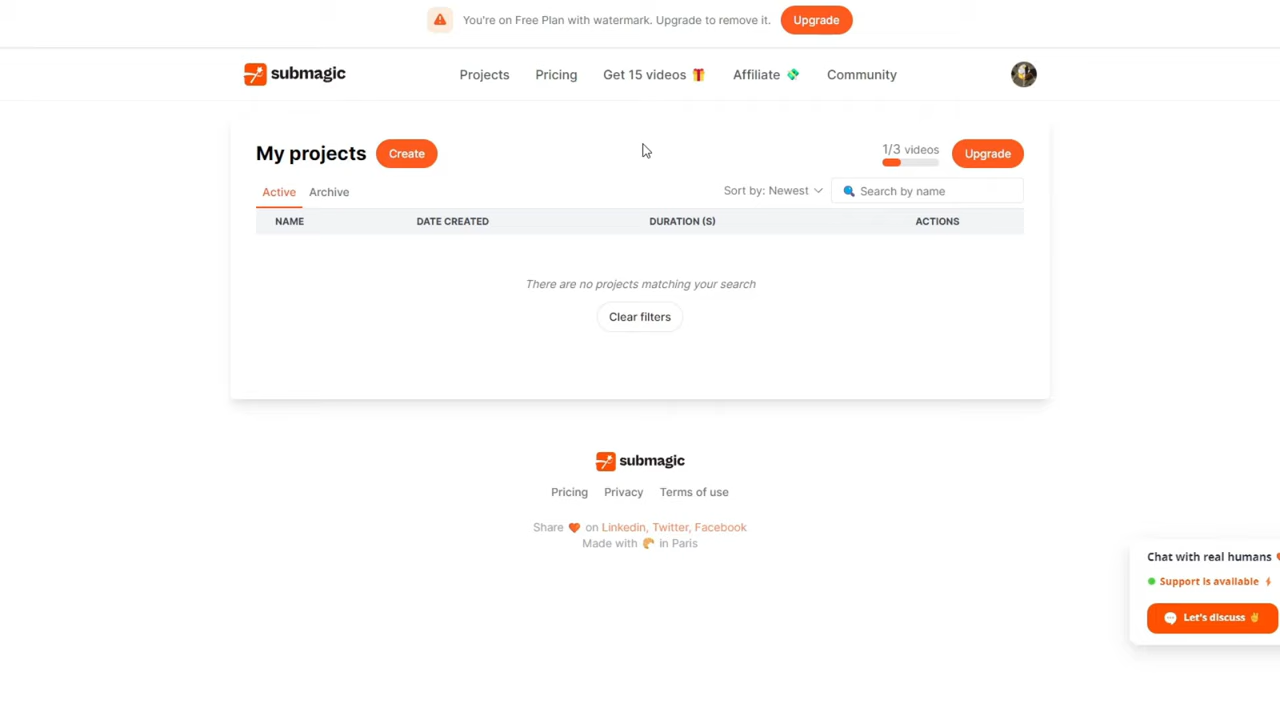 You're on Free Plan with watermark. Upgrade to remove it. Upgrade
submagic Projects Pricing Get 15 videos Affiliate Community
My projects Create 1/3 videos Upgrade
Active Archive Sort by: Newest Search by name
NAME DATE CREATED DURATION (S) ACTIONS
There are no projects matching your search
Clear filters
submagic
Pricing Privacy Terms of use
Share on Linkedin, Twitter, Facebook
Made with in Paris
Chat with real humans
Support is available
Let's discuss